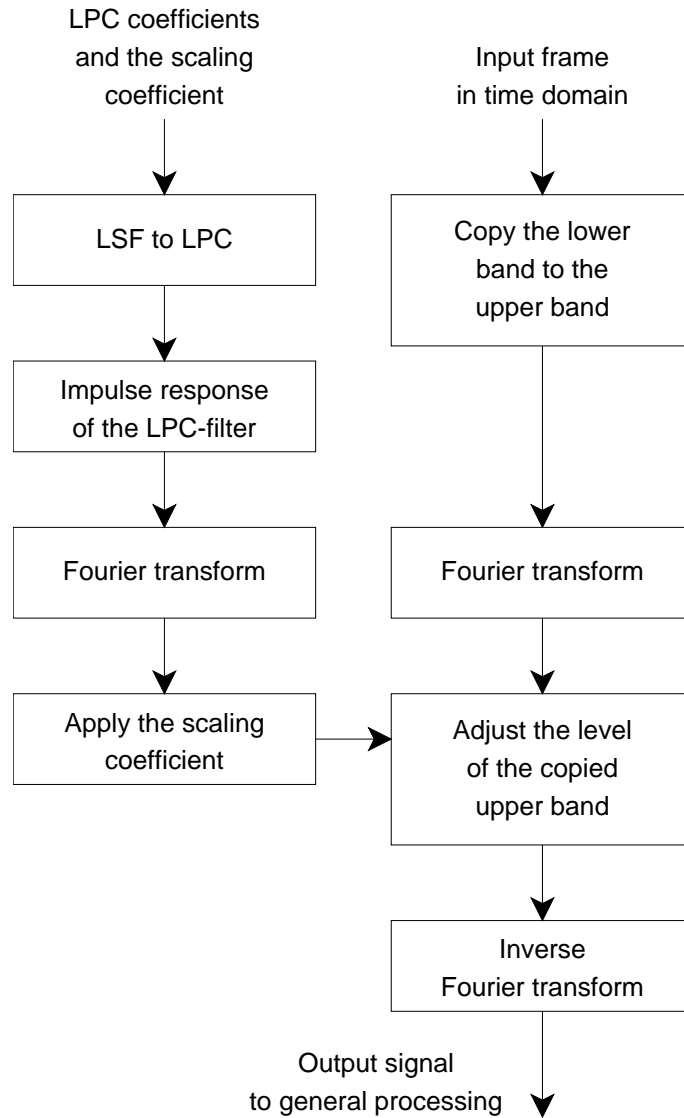 LPC coefficients
and the scaling
coefficient
Input frame
in time domain
LSF to LPC
Copy the lower
band to the
upper band
Impulse response
of the LPC-filter
Fourier transform
Fourier transform
Apply the scaling
coefficient
Adjust the level
of the copied
upper band
Inverse
Fourier transform
Output signal
to general processing